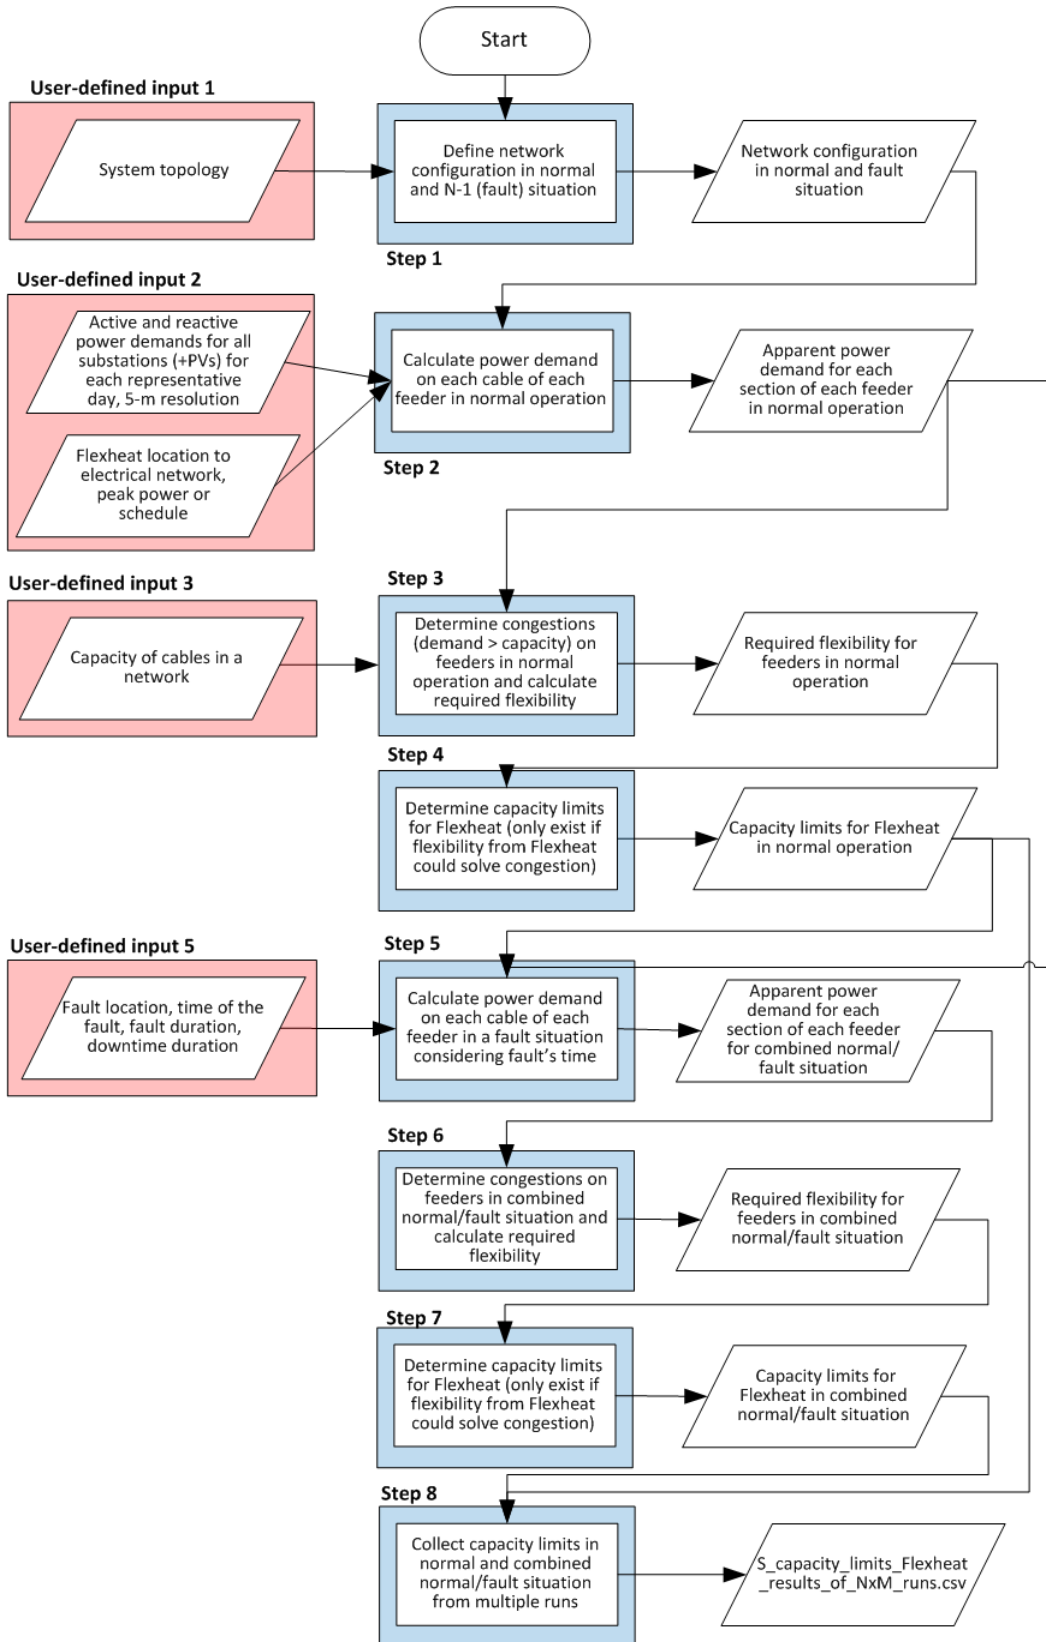 Start
User-defined input 1
System topology
Define network
configuration in normal
and N-1 (fault) situation
Network configuration
in normal and fault
situation
Step 1
User-defined input 2
Active and reactive
power demands for all
substations (+PVs) for
each representative
day, 5-m resolution
Flexheat location to
electrical network,
peak power or
schedule
Calculate power demand
on each cable of each
feeder in normal operation
Apparent power
demand for each
section of each feeder
in normal operation
Step 2
User-defined input 3
Capacity of cables in a
network
Step 3
Determine congestions
(demand > capacity) on
feeders in normal
operation and calculate
required flexibility
Required flexibility for
feeders in normal
operation
Step 4
Determine capacity limits
for Flexheat (only exist if
flexibility from Flexheat
could solve congestion)
Capacity limits for Flexheat
in normal operation
User-defined input 5
Fault location, time of the
fault, fault duration,
downtime duration
Step 5
Calculate power demand
on each cable of each
feeder in a fault situation
considering fault's time
Apparent power
demand for each
section of each feeder
for combined normal/
fault situation
Step 6
Determine congestions on
feeders in combined
normal/fault situation and
calculate required
flexibility
Required flexibility for
feeders in combined
normal/fault situation
Step 7
Determine capacity limits
for Flexheat (only exist if
flexibility from Flexheat
could solve congestion)
Capacity limits for
Flexheat in combined
normal/fault situation
Step 8
Collect capacity limits in
normal and combined
normal/fault situation
from multiple runs
S_capacity_limits_Flexheat
_results_of_NxM_runs.csv